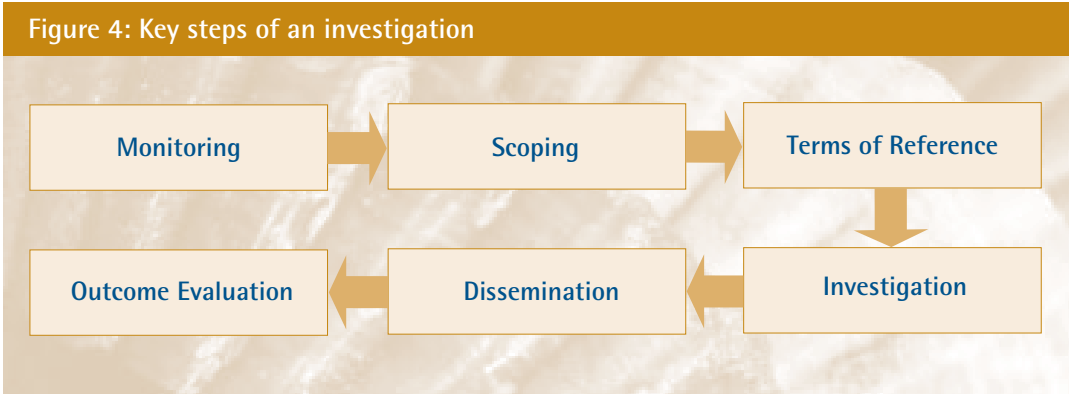 Figure 4: Key steps of an investigation
Monitoring
Scoping
Terms of Reference
Investigation
Dissemination
Outcome Evaluation